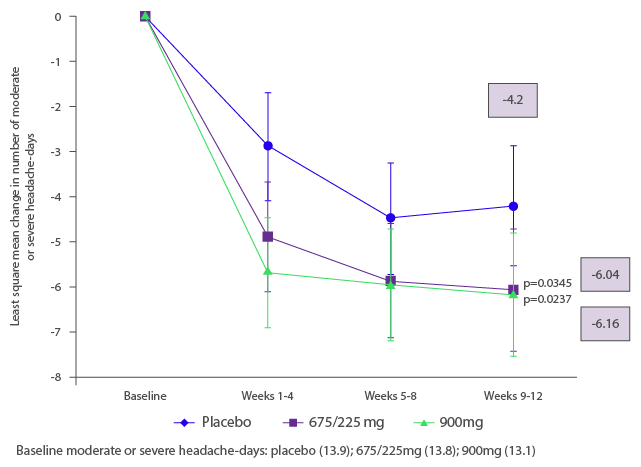 Least square mean change in number of moderate
or severe headache-days
0
-1
-2
-3
-4
-5
-6
-7
-8
-4.2
-6.04
-6.16
p=0.0345
p=0.0237
Baseline Weeks 1-4 Weeks 5-8 Weeks 9-12
Placebo 675/225 mg 900mg
Baseline moderate or severe headache-days: placebo (13.9); 675/225mg (13.8); 900mg (13.1)